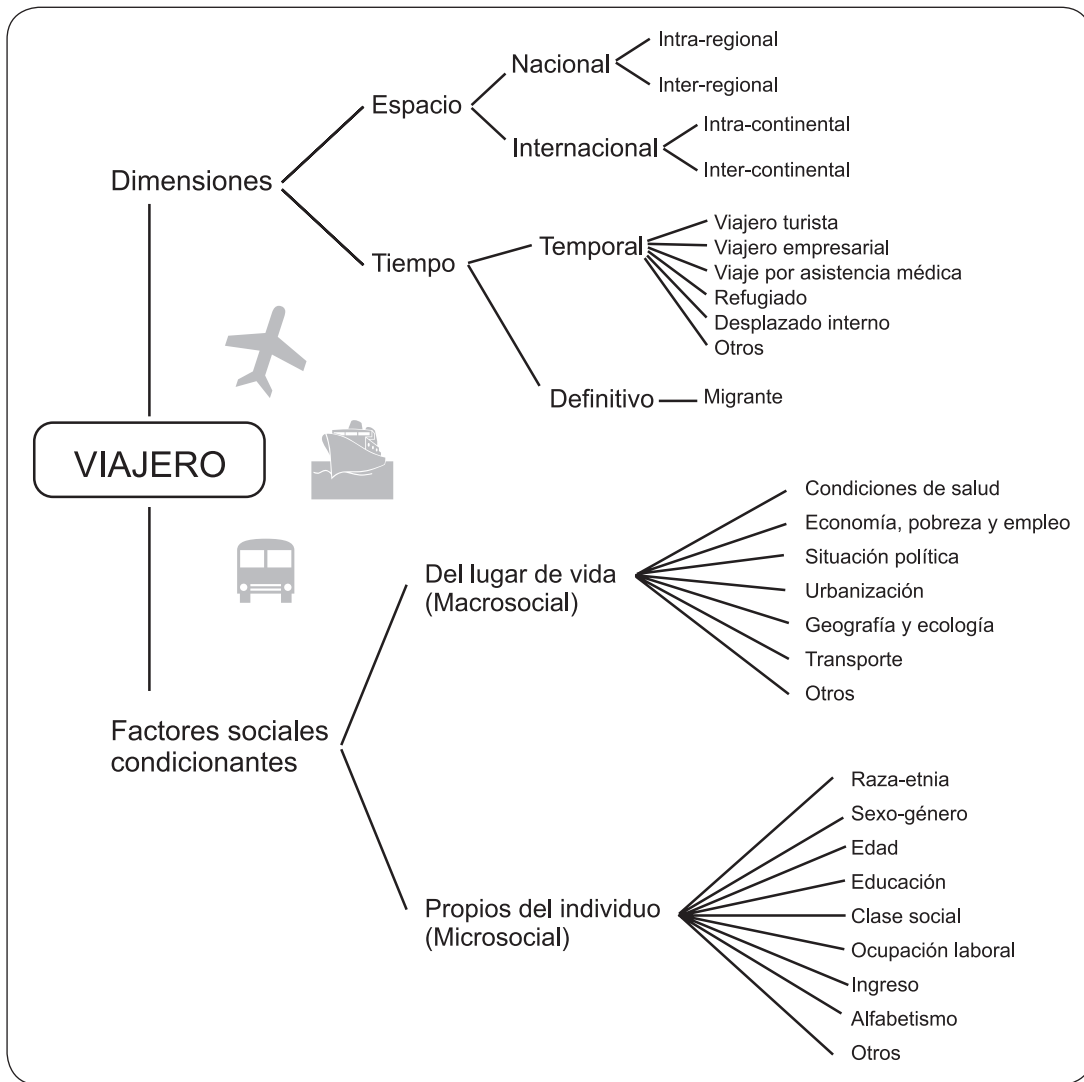 Intra-regional
Nacional
Inter-regional
Espacio
Intra-continental
Internacional
Inter-continental
Dimensiones
Viajero turista
Temporal
Viajero empresarial
Viaje por asistencia médica
Tiempo
Refugiado
Desplazado interno
Otros
Definitivo
Migrante
VIAJERO
Condiciones de salud
Economía, pobreza y empleo
Situación política
Del lugar de vida
(Macrosocial)
Urbanización
Geografía y ecología
Transporte
Otros
Factores sociales
condicionantes
Raza-etnia
Sexo-género
Edad
Educación
Propios del individuo
(Microsocial)
Clase social
Ocupación laboral
Ingreso
Alfabetismo
Otros